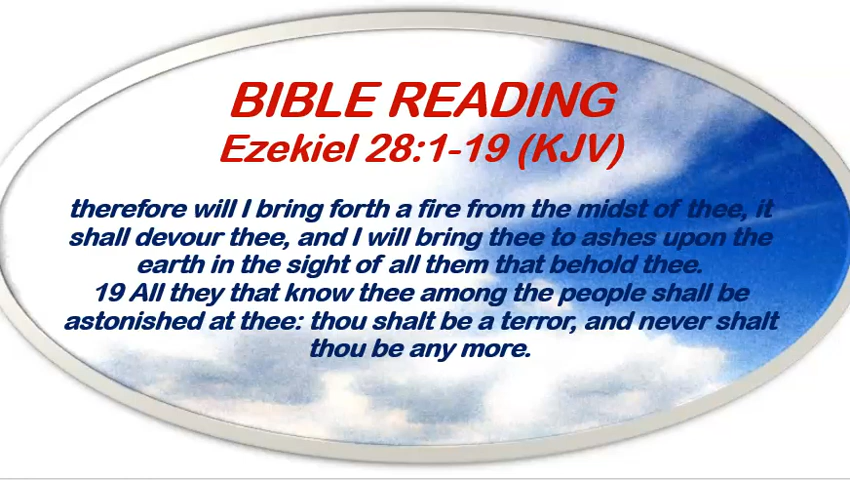 BIBLE READING
Ezekiel 28:1-19 (KJV)
therefore will I bring forth a fire from the midst of thee, it
shall devour thee, and I will bring thee to ashes upon the
earth in the sight of all them that behold thee.
19 All they that know thee among the people shall be
astonished at thee: thou shalt be a terror, and never shalt
thou be any more.